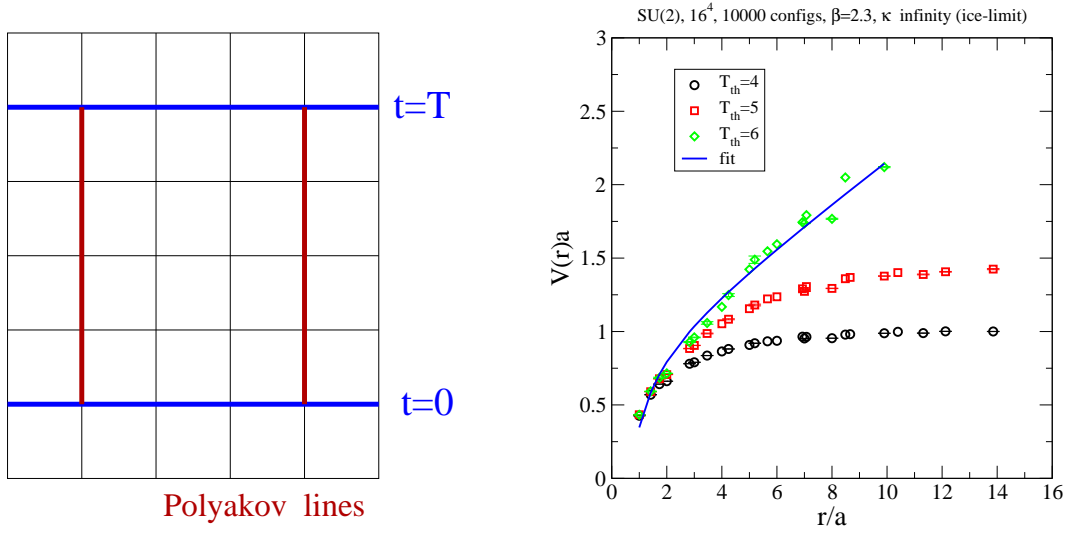 t=T
t=0
Polyakov lines
SU(2), 16^4, 10000 configs, β=2.3, κ infinity (ice-limit)
T_th=4
T_th=5
T_th=6
fit
V(r)a
3
2.5
2
1.5
1
0.5
0
0 2 4 6 8 10 12 14 16
r/a